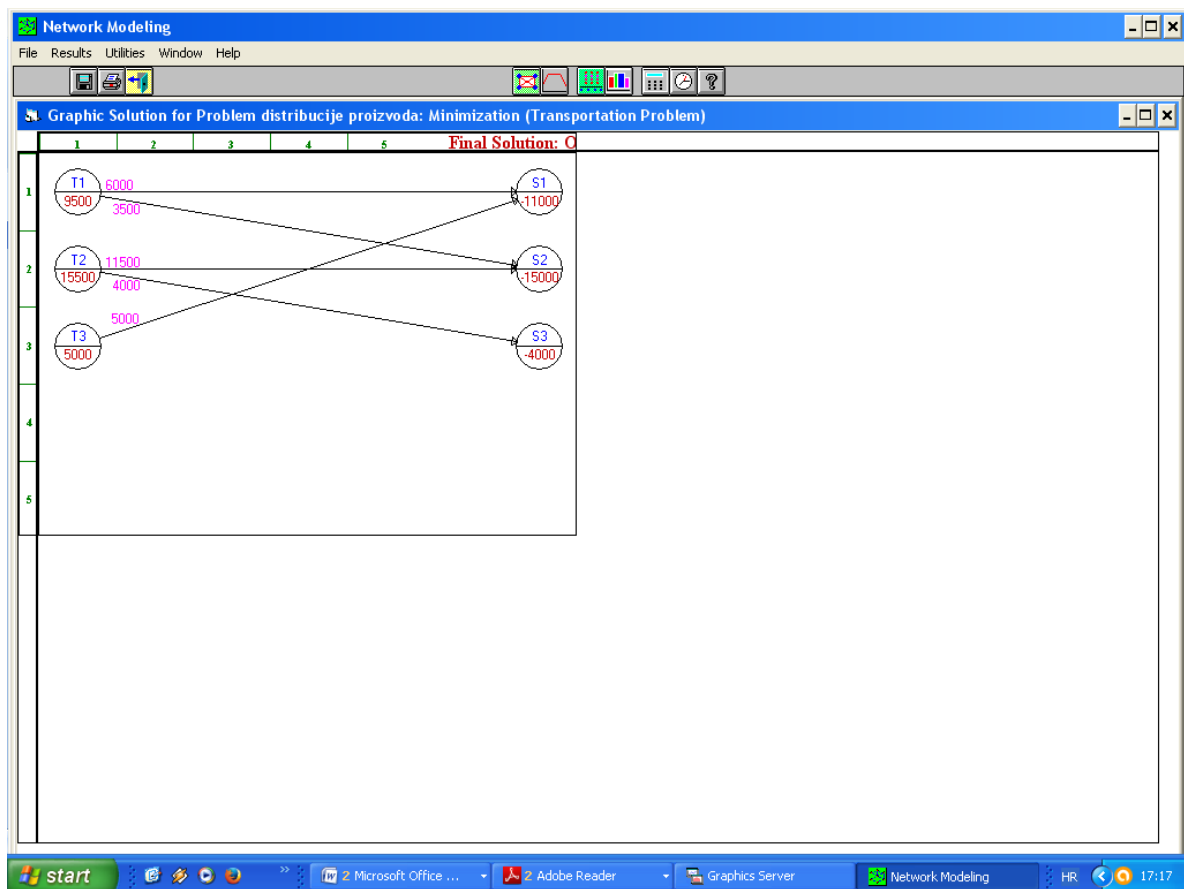 Network Modeling
File Results Utilities Window Help
Graphic Solution for Problem distribucije proizvoda: Minimization (Transportation Problem)
1 2 3 4 5 Final Solution: O
1
T1
9500
6000
3500
S1
-11000
2
T2
15500
11500
4000
S2
-15000
3
T3
5000
5000
S3
-4000
4
5
start » 2 Microsoft Office ... 2 Adobe Reader Graphics Server Network Modeling HR 17:17